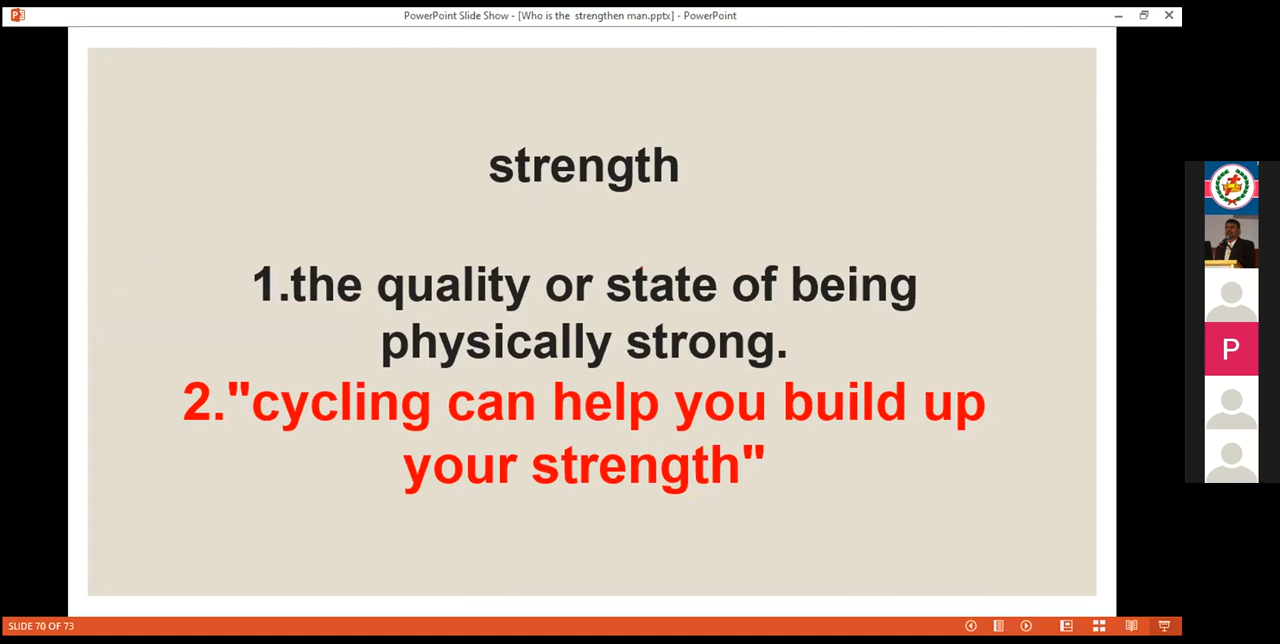 PowerPoint Slide Show - [Who is the  strengthen man.pptx] - PowerPoint
strength
1.the quality or state of being
physically strong.
2."cycling can help you build up
your strength"
P
SLIDE 70 OF 73